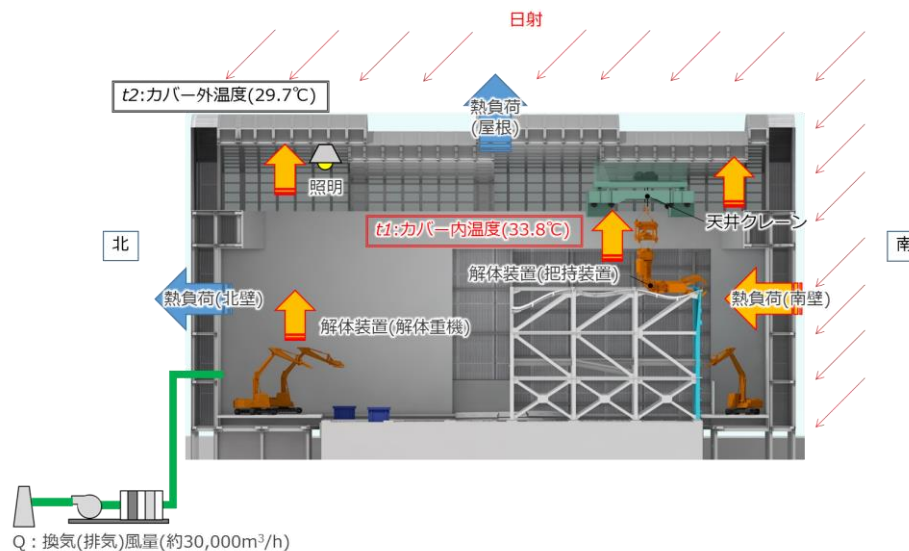 日射
t2:カバー外温度(29.7℃)
熱負荷
(屋根)
照明
天井クレーン
t1:カバー内温度(33.8℃)
北
南
解体装置(把持装置)
熱負荷(北壁)
熱負荷(南壁)
解体装置(解体重機)
Q：換気(排気)風量(約30,000m³/h)